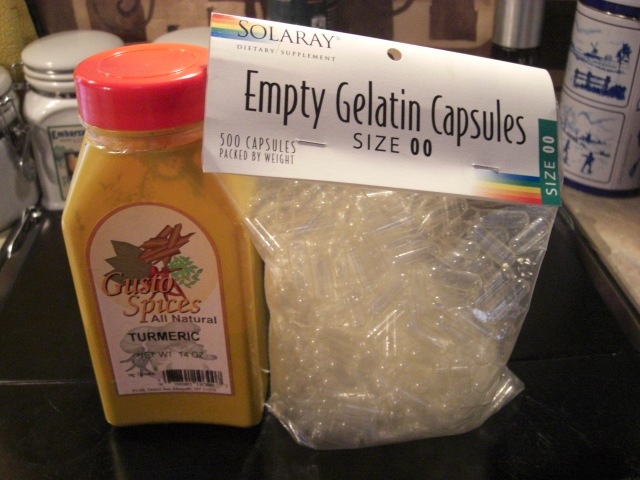 SOLARAY
DIETARY SUPPLEMENT
Empty Gelatin Capsules
500 CAPSULES
PACKED BY WEIGHT
SIZE 00
SIZE 00
Gusto
Spices
All Natural
TURMERIC
NET WT. 14 OZ